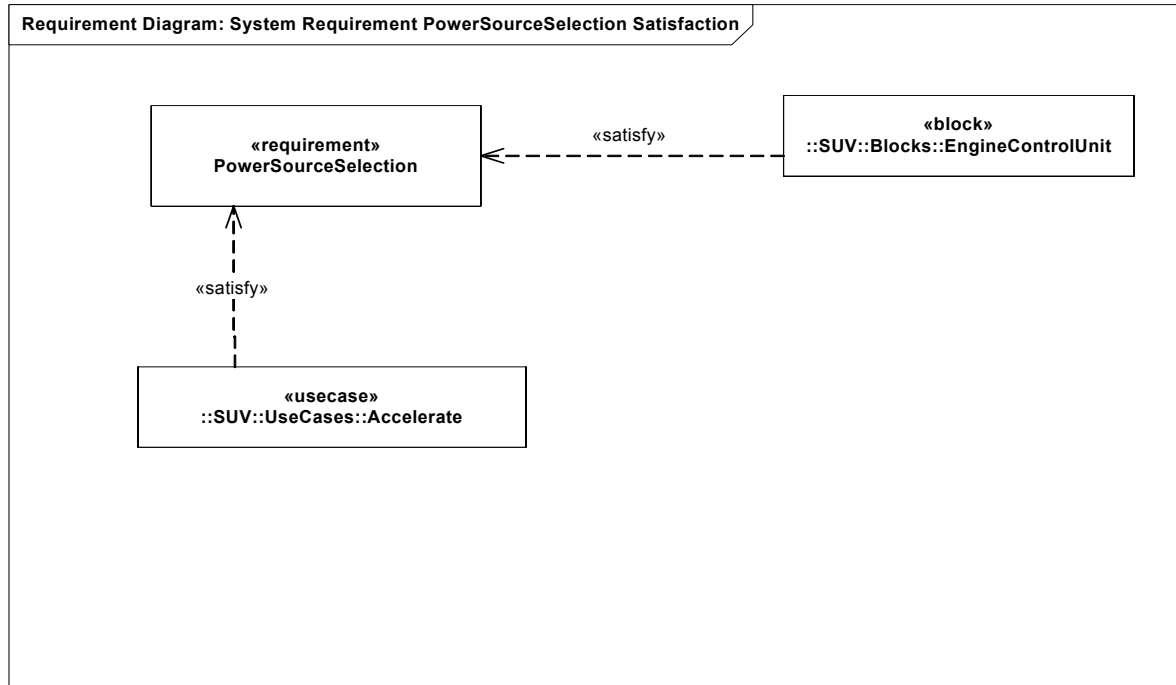 Requirement Diagram: System Requirement PowerSourceSelection Satisfaction
«requirement»
PowerSourceSelection
«satisfy»
«block»
::SUV::Blocks::EngineControlUnit
«satisfy»
«usecase»
::SUV::UseCases::Accelerate